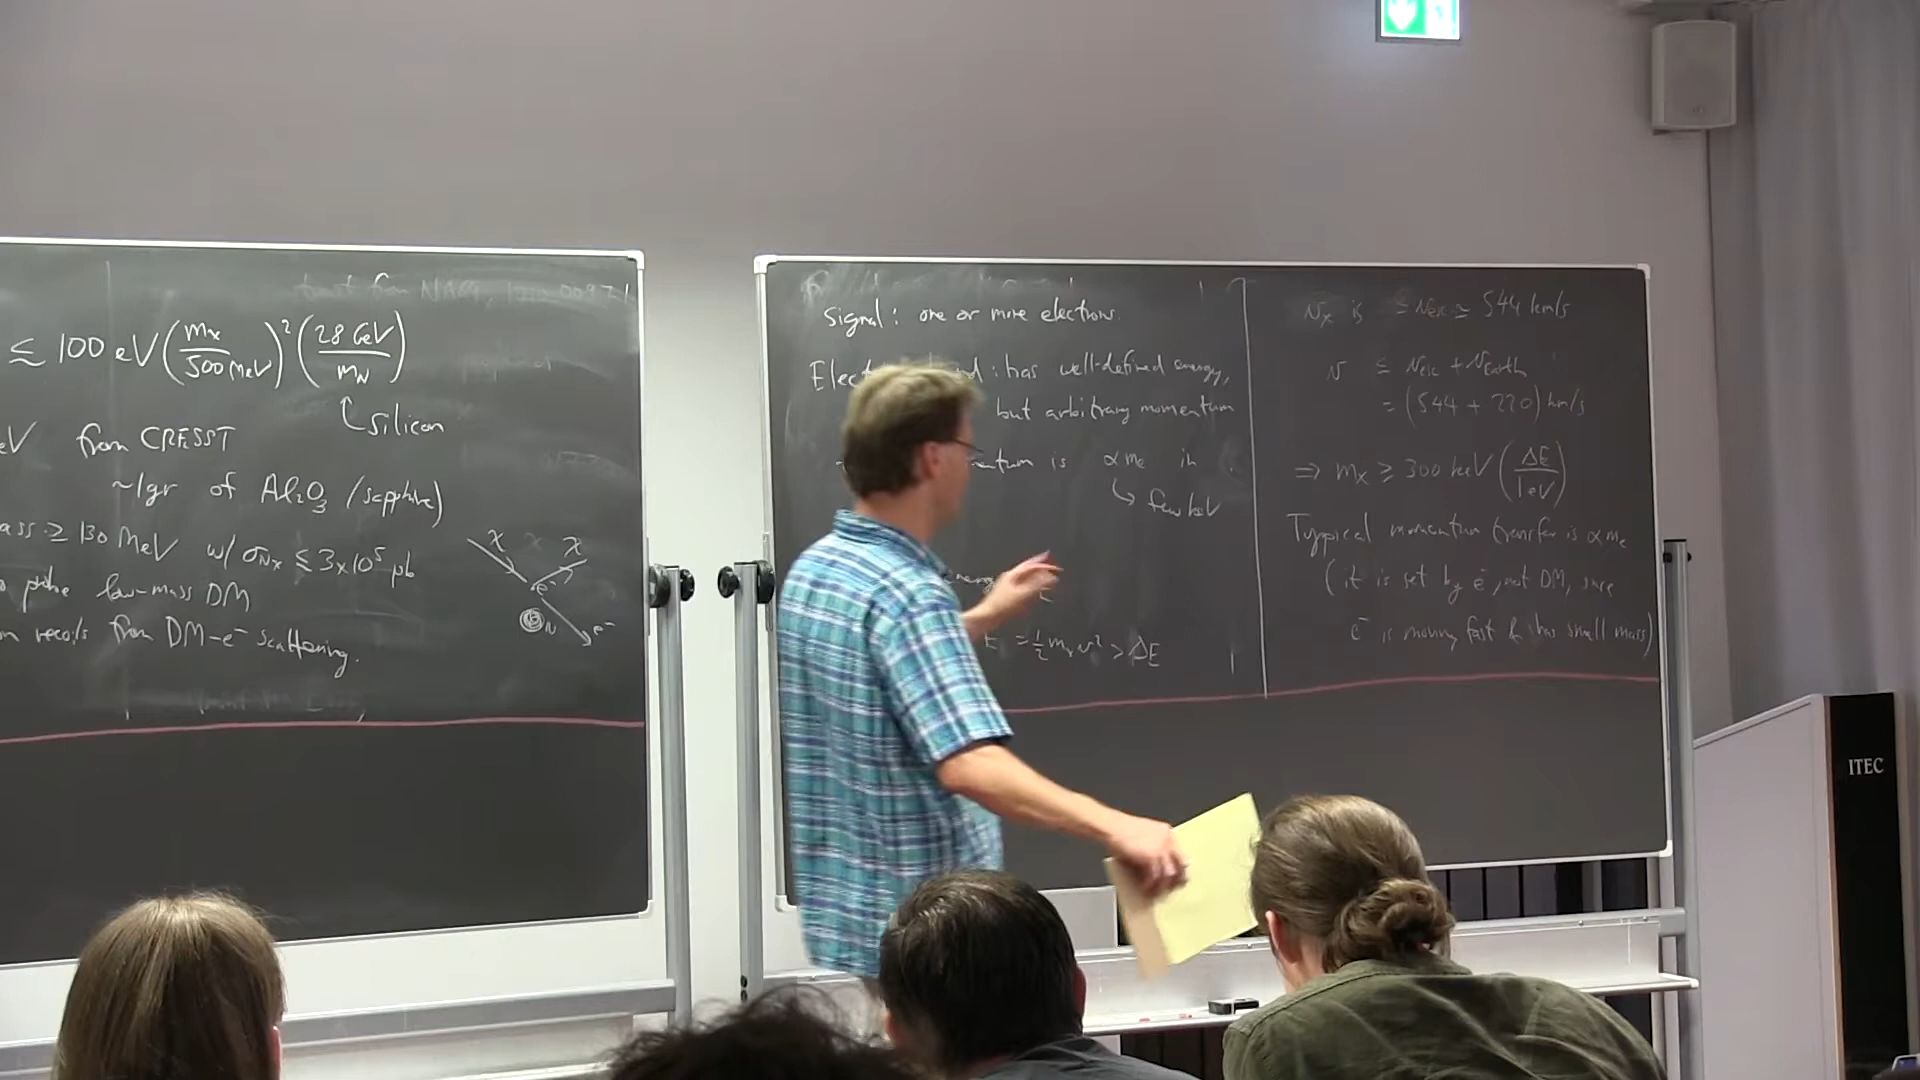 ≲ 100 eV (mχ / 500 MeV)² (28 GeV / mN)
Silicon
eV from CRESST
~1gr of Al₂O₃ (sapphire)
≥ 130 MeV w/ σNχ ≤ 3×10⁵ pb
low-mass DM
recoils from DM-e⁻ scattering.
χ χ
e⁻
N e⁻
Signal: one or more electrons.
Elec : has well-defined energy,
but arbitrary momentum
is αme in
↳ few keV
E = ½ mχ v² > ΔE
vχ is ≤ vesc ≃ 544 km/s
v ≤ vesc + vEarth
= (544 + 220) km/s
⇒ mχ ≥ 300 keV (ΔE / 1eV)
Typical momentum transfer is αme
(it is set by e⁻, not DM, since
e⁻ is moving fast & has small mass)
ITEC